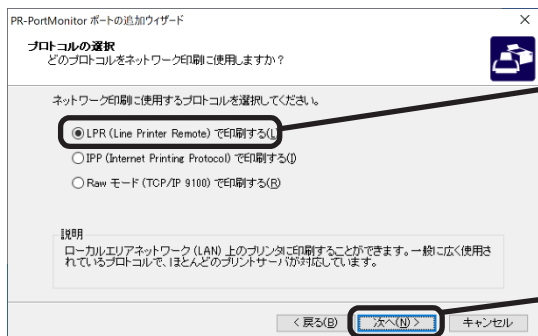 PR-PortMonitor ポートの追加ウィザード
プロトコルの選択
どのプロトコルをネットワーク印刷に使用しますか？
ネットワーク印刷に使用するプロトコルを選択してください。
LPR (Line Printer Remote) で印刷する(L)
IPP (Internet Printing Protocol) で印刷する(I)
Raw モード (TCP/IP 9100) で印刷する(R)
説明
ローカルエリアネットワーク (LAN) 上のプリンタに印刷することができます。一般に広く使用さ
れているプロトコルで、ほとんどのプリントサーバが対応しています。
< 戻る(B)
次へ(N) >
キャンセル